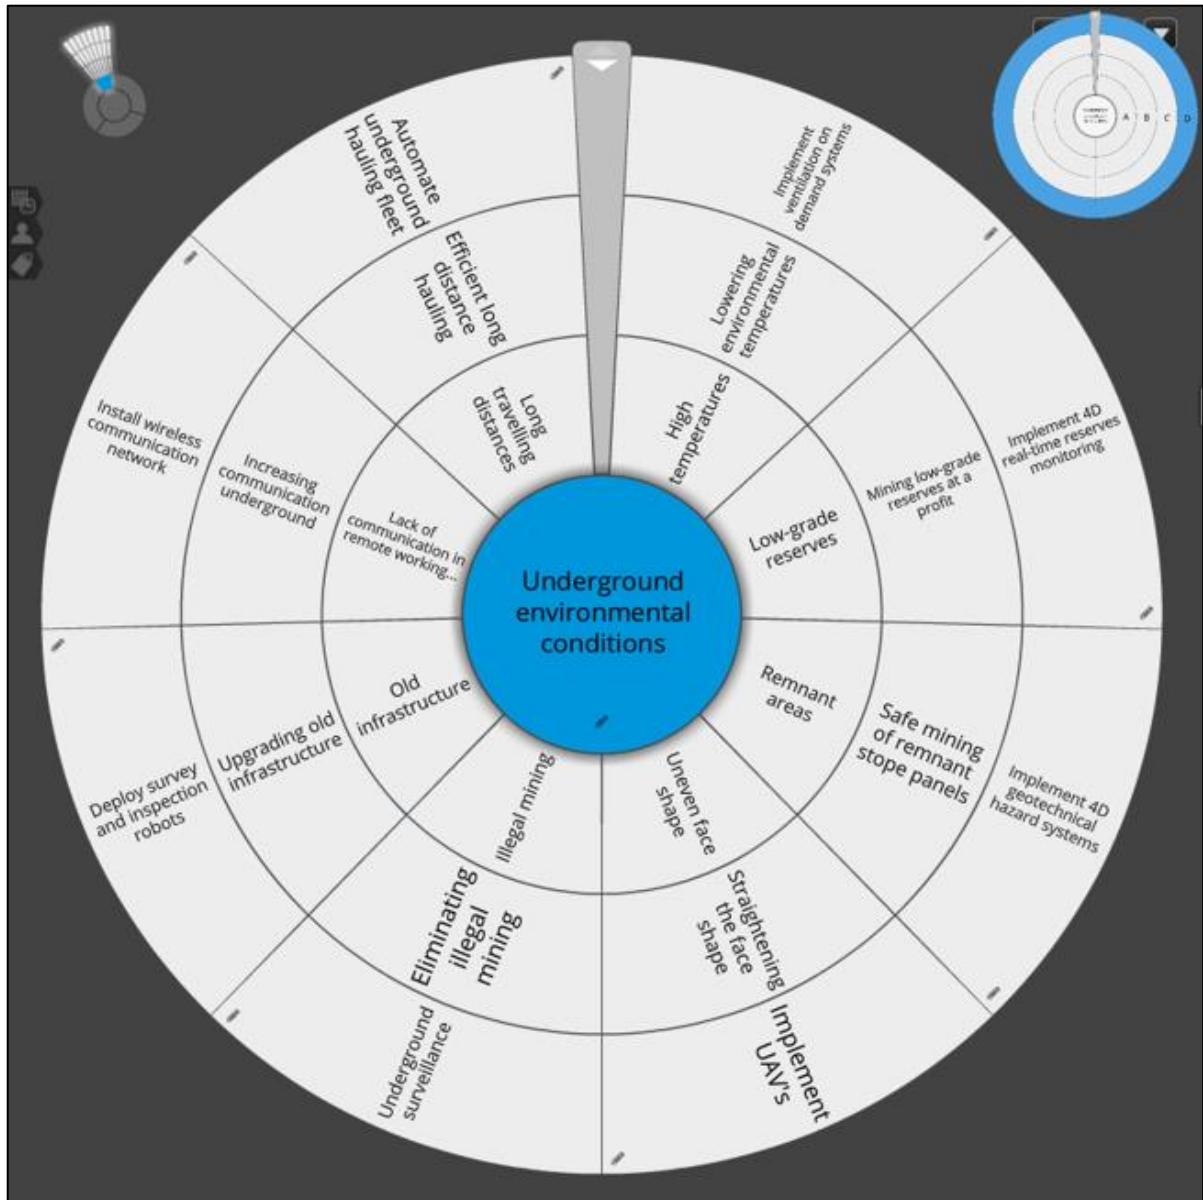 Underground
environmental
conditions
High
temperatures
Lowering
environmental
temperatures
Implement
ventilation on
demand systems
Low-grade
reserves
Mining low-grade
reserves at a
profit
Implement 4D
real-time reserves
monitoring
Remnant
areas
Safe mining
of remnant
stope panels
Implement 4D
geotechnical
hazard systems
Uneven face
shape
Straightening
the face
shape
Implement
UAV's
Illegal mining
Eliminating
illegal
mining
Underground
surveillance
Old
infrastructure
Upgrading old
infrastructure
Deploy survey
and inspection
robots
Lack of
communication in
remote working...
Increasing
communication
underground
Install wireless
communication
network
Long
travelling
distances
Efficient long
distance
hauling
Automate
underground
hauling fleet
A B C D